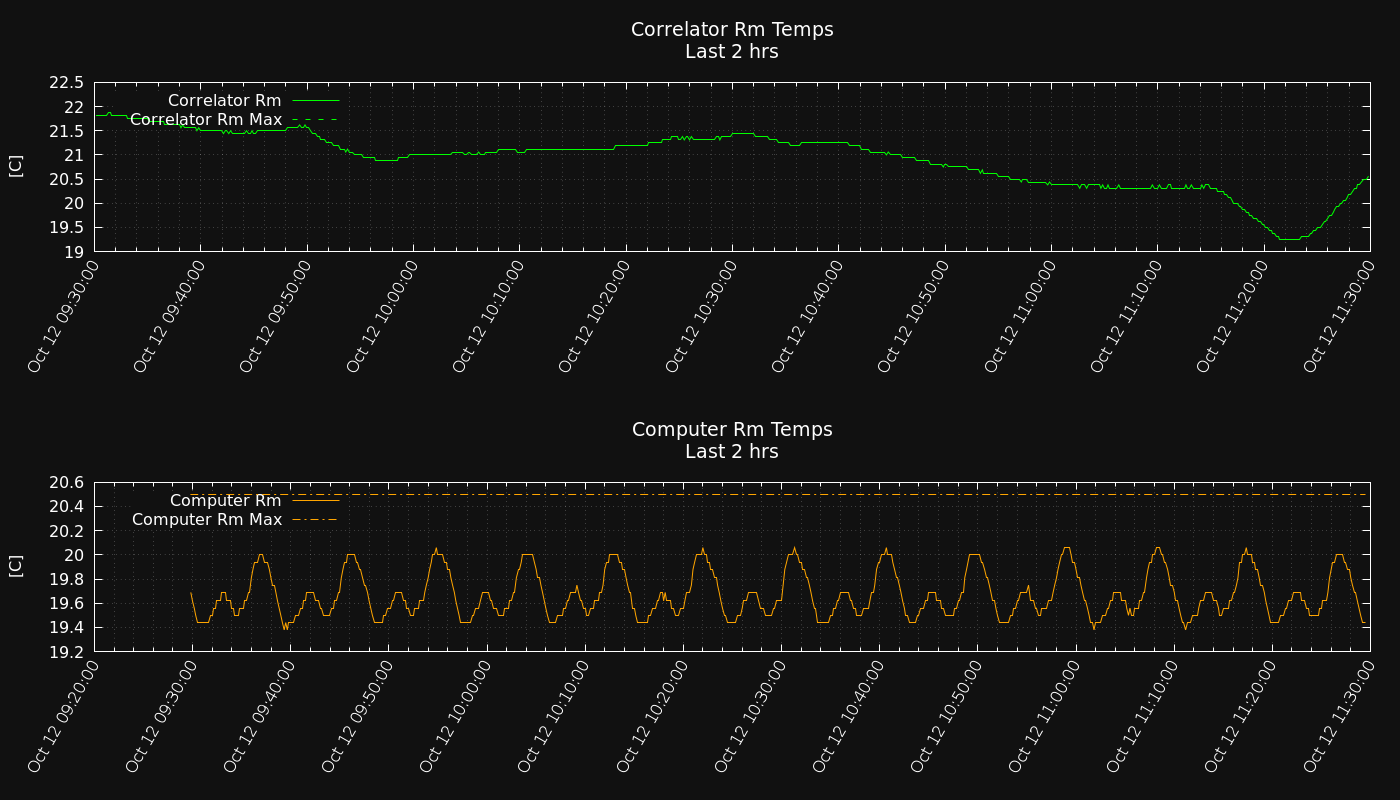 Correlator Rm Temps
Last 2 hrs
22.5
22
21.5
21
20.5
20
19.5
19
[C]
Correlator Rm
Correlator Rm Max
Oct 12 09:30:00
Oct 12 09:40:00
Oct 12 09:50:00
Oct 12 10:00:00
Oct 12 10:10:00
Oct 12 10:20:00
Oct 12 10:30:00
Oct 12 10:40:00
Oct 12 10:50:00
Oct 12 11:00:00
Oct 12 11:10:00
Oct 12 11:20:00
Oct 12 11:30:00
Computer Rm Temps
Last 2 hrs
20.6
20.4
20.2
20
19.8
19.6
19.4
19.2
[C]
Computer Rm
Computer Rm Max
Oct 12 09:20:00
Oct 12 09:30:00
Oct 12 09:40:00
Oct 12 09:50:00
Oct 12 10:00:00
Oct 12 10:10:00
Oct 12 10:20:00
Oct 12 10:30:00
Oct 12 10:40:00
Oct 12 10:50:00
Oct 12 11:00:00
Oct 12 11:10:00
Oct 12 11:20:00
Oct 12 11:30:00